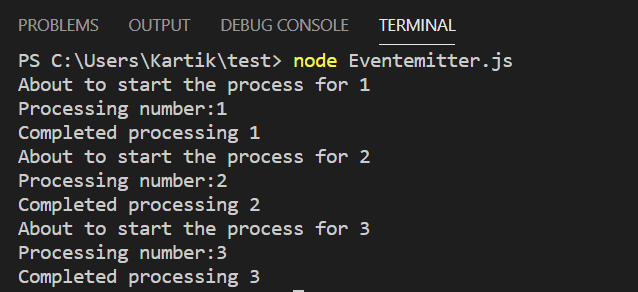 PROBLEMS OUTPUT DEBUG CONSOLE TERMINAL
PS C:\Users\Kartik\test> node Eventemitter.js
About to start the process for 1
Processing number:1
Completed processing 1
About to start the process for 2
Processing number:2
Completed processing 2
About to start the process for 3
Processing number:3
Completed processing 3